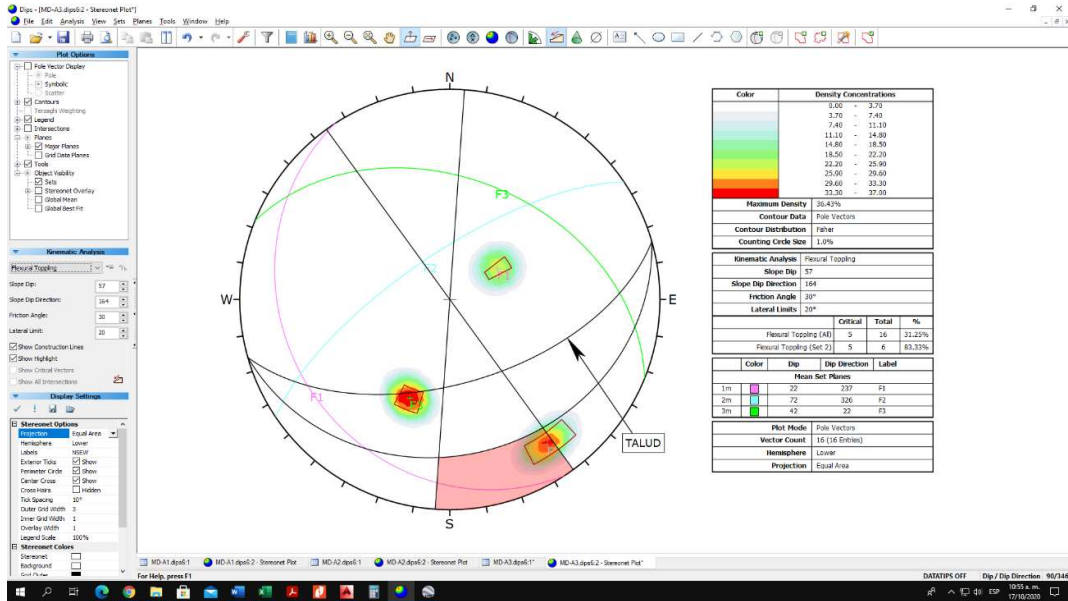 Dips - [MD-A3.dips6:2 - Stereonet Plot*]
File Edit Analysis View Sets Planes Tools Window Help
Plot Options
Pole Vector Display
Pole
Symbolic
Scatter
Contours
Terzaghi Weighting
Legend
Intersections
Planes
Major Planes
Grid Data Planes
Tools
Object Visibility
Sets
Stereonet Overlay
Global Mean
Global Best Fit
Kinematic Analysis
Flexural Toppling
Slope Dip: 57
Slope Dip Direction: 164
Friction Angle: 30
Lateral Limit: 20
Show Construction Lines
Show Highlight
Show Critical Vectors
Show All Intersections
Display Settings
Stereonet Options
Projection Equal Area
Hemisphere Lower
Labels NSEW
Exterior Ticks Show
Perimeter Circle Show
Center Cross Show
Cross Hairs Hidden
Tick Spacing 10°
Outer Grid Width 3
Inner Grid Width 1
Overlay Width 1
Legend Scale 100%
Stereonet Colors
Stereonet
Background
Grid Outer
N
F3
F2
W
E
F1
TALUD
S
Color Density Concentrations
0.00 - 3.70
3.70 - 7.40
7.40 - 11.10
11.10 - 14.80
14.80 - 18.50
18.50 - 22.20
22.20 - 25.90
25.90 - 29.60
29.60 - 33.30
33.30 - 37.00
Maximum Density 36.43%
Contour Data Pole Vectors
Contour Distribution Fisher
Counting Circle Size 1.0%
Kinematic Analysis Flexural Toppling
Slope Dip 57
Slope Dip Direction 164
Friction Angle 30°
Lateral Limits 20°
Critical Total %
Flexural Toppling (All) 5 16 31.25%
Flexural Toppling (Set 2) 5 6 83.33%
Color Dip Dip Direction Label
Mean Set Planes
1m 22 237 F1
2m 72 326 F2
3m 42 22 F3
Plot Mode Pole Vectors
Vector Count 16 (16 Entries)
Hemisphere Lower
Projection Equal Area
MD-A1.dips6:1 MD-A1.dips6:2 - Stereonet Plot MD-A2.dips6:1 MD-A2.dips6:2 - Stereonet Plot MD-A3.dips6:1* MD-A3.dips6:2 - Stereonet Plot*
For Help, press F1
DATATIPS OFF Dip / Dip Direction 90/346
ESP
10:55 a. m.
17/10/2020